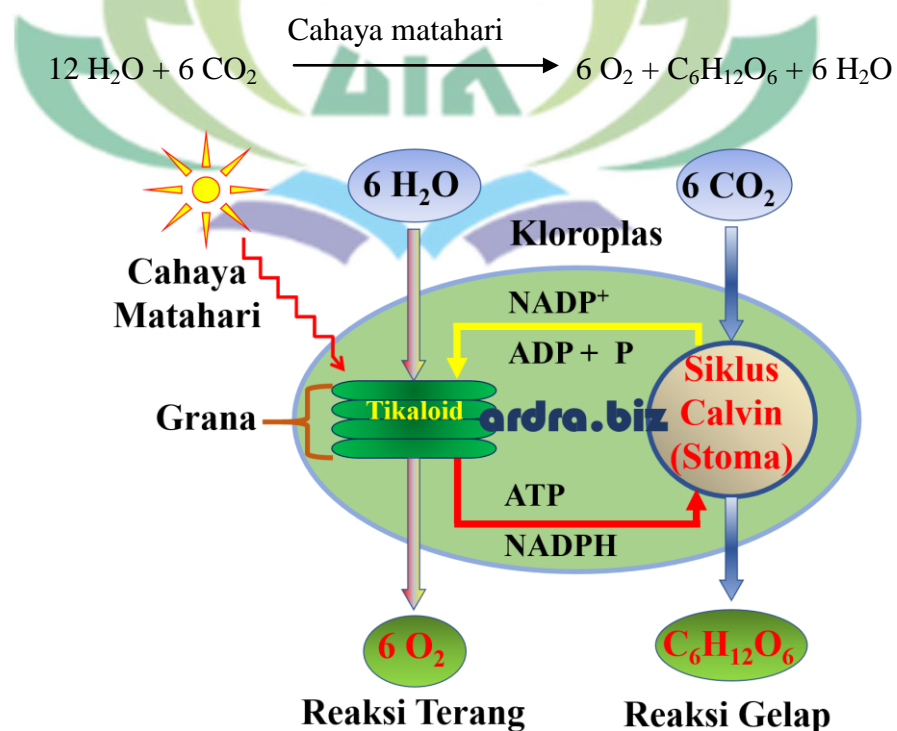 Cahaya matahari
12 H₂O + 6 CO₂ → 6 O₂ + C₆H₁₂O₆ + 6 H₂O
6 H₂O
6 CO₂
Kloroplas
Cahaya
Matahari
NADP⁺
ADP + P
Siklus
Calvin
(Stoma)
Grana
Tikaloid
ardra.biz
ATP
NADPH
6 O₂
C₆H₁₂O₆
Reaksi Terang
Reaksi Gelap